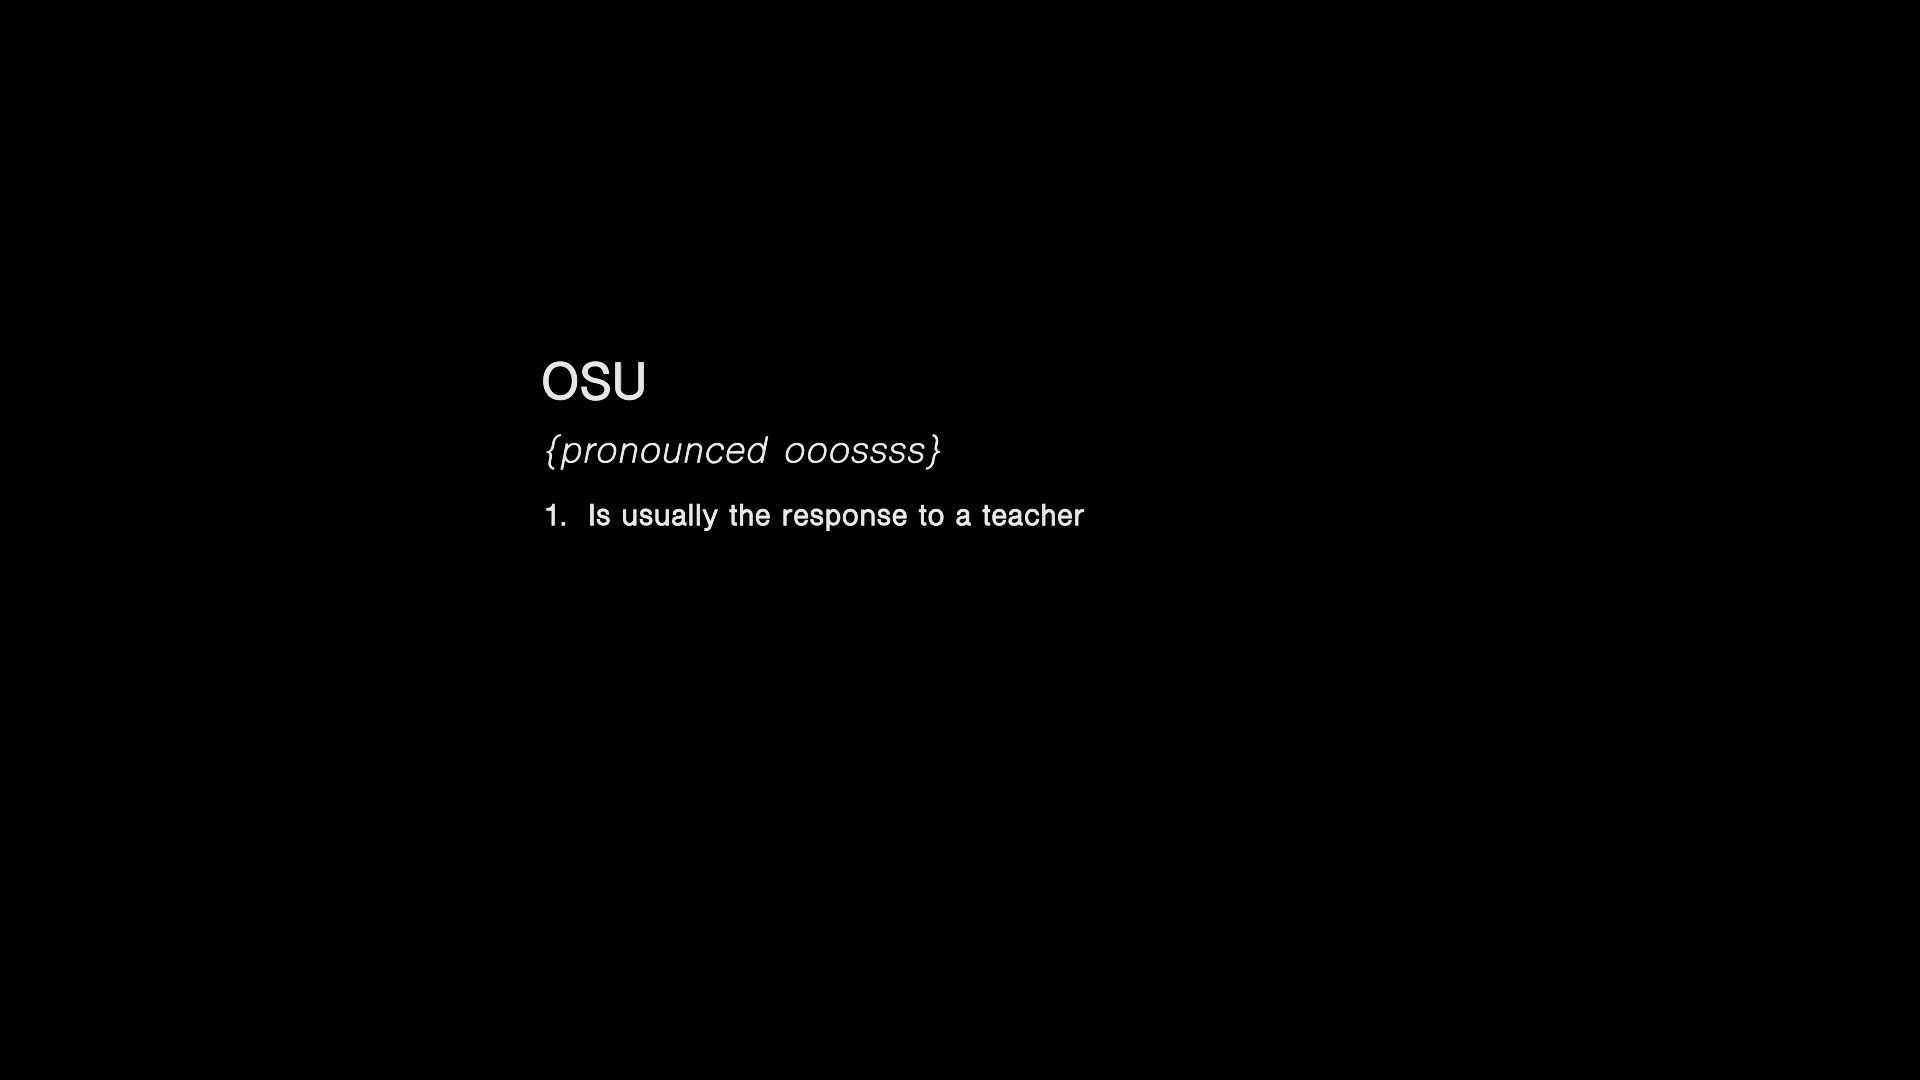 OSU
{pronounced ooossss}
1. Is usually the response to a teacher